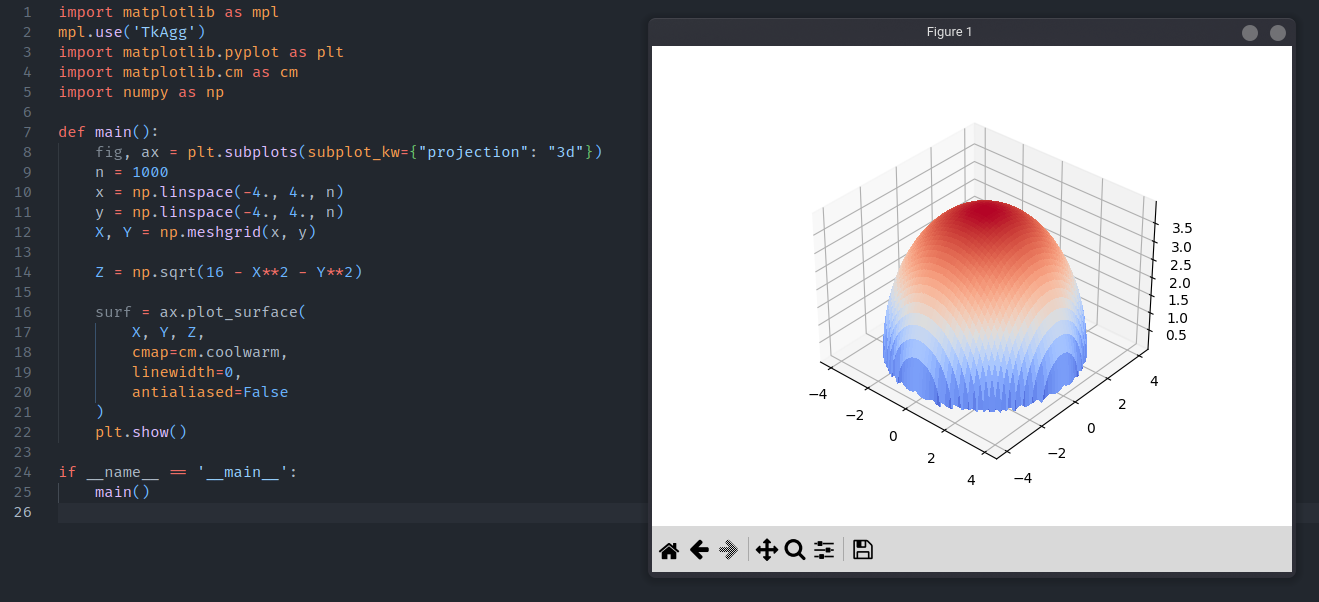 1 import matplotlib as mpl
2 mpl.use('TkAgg')
3 import matplotlib.pyplot as plt
4 import matplotlib.cm as cm
5 import numpy as np
6
7 def main():
8     fig, ax = plt.subplots(subplot_kw={"projection": "3d"})
9     n = 1000
10     x = np.linspace(-4., 4., n)
11     y = np.linspace(-4., 4., n)
12     X, Y = np.meshgrid(x, y)
13
14     Z = np.sqrt(16 - X**2 - Y**2)
15
16     surf = ax.plot_surface(
17         X, Y, Z,
18         cmap=cm.coolwarm,
19         linewidth=0,
20         antialiased=False
21     )
22     plt.show()
23
24 if __name__ == '__main__':
25     main()
26
Figure 1
3.5
3.0
2.5
2.0
1.5
1.0
0.5
−4
−2
0
2
4
−4
−2
0
2
4